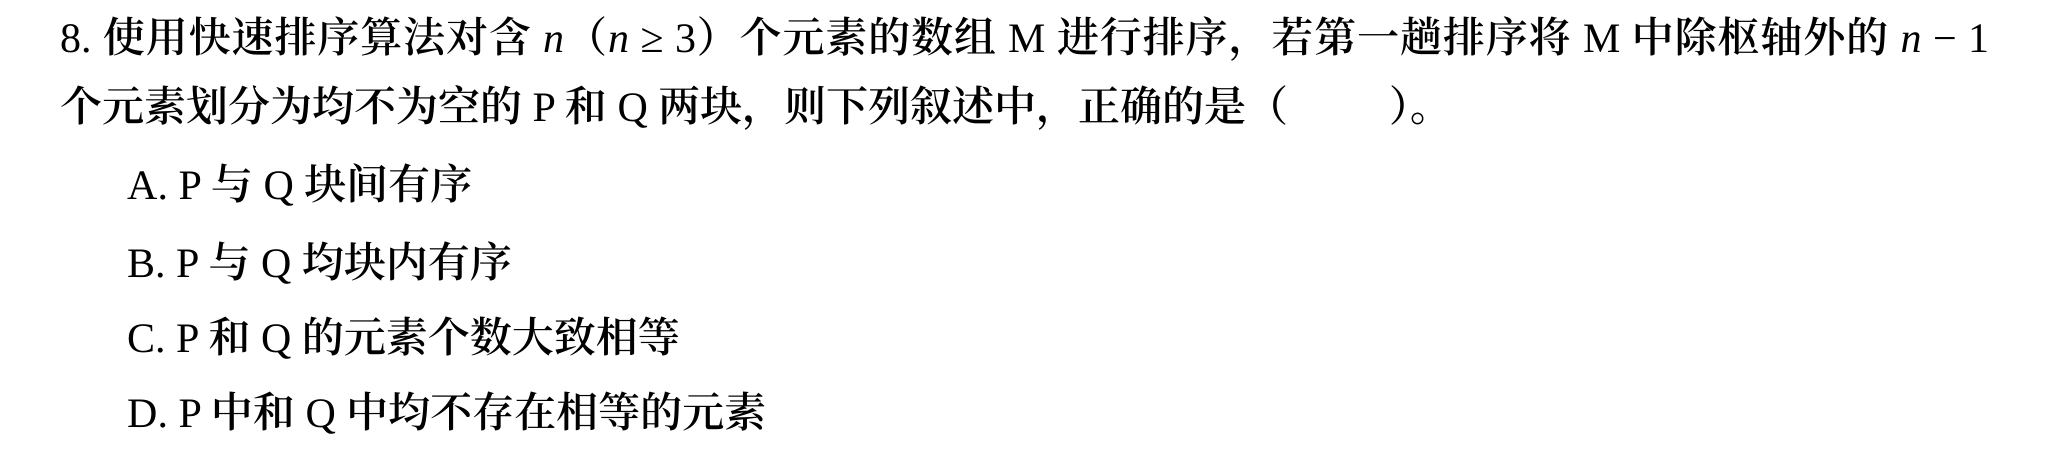 8. 使用快速排序算法对含 n（n ≥ 3）个元素的数组 M 进行排序，若第一趟排序将 M 中除枢轴外的 n − 1
个元素划分为均不为空的 P 和 Q 两块，则下列叙述中，正确的是（　　）。
A. P 与 Q 块间有序
B. P 与 Q 均块内有序
C. P 和 Q 的元素个数大致相等
D. P 中和 Q 中均不存在相等的元素